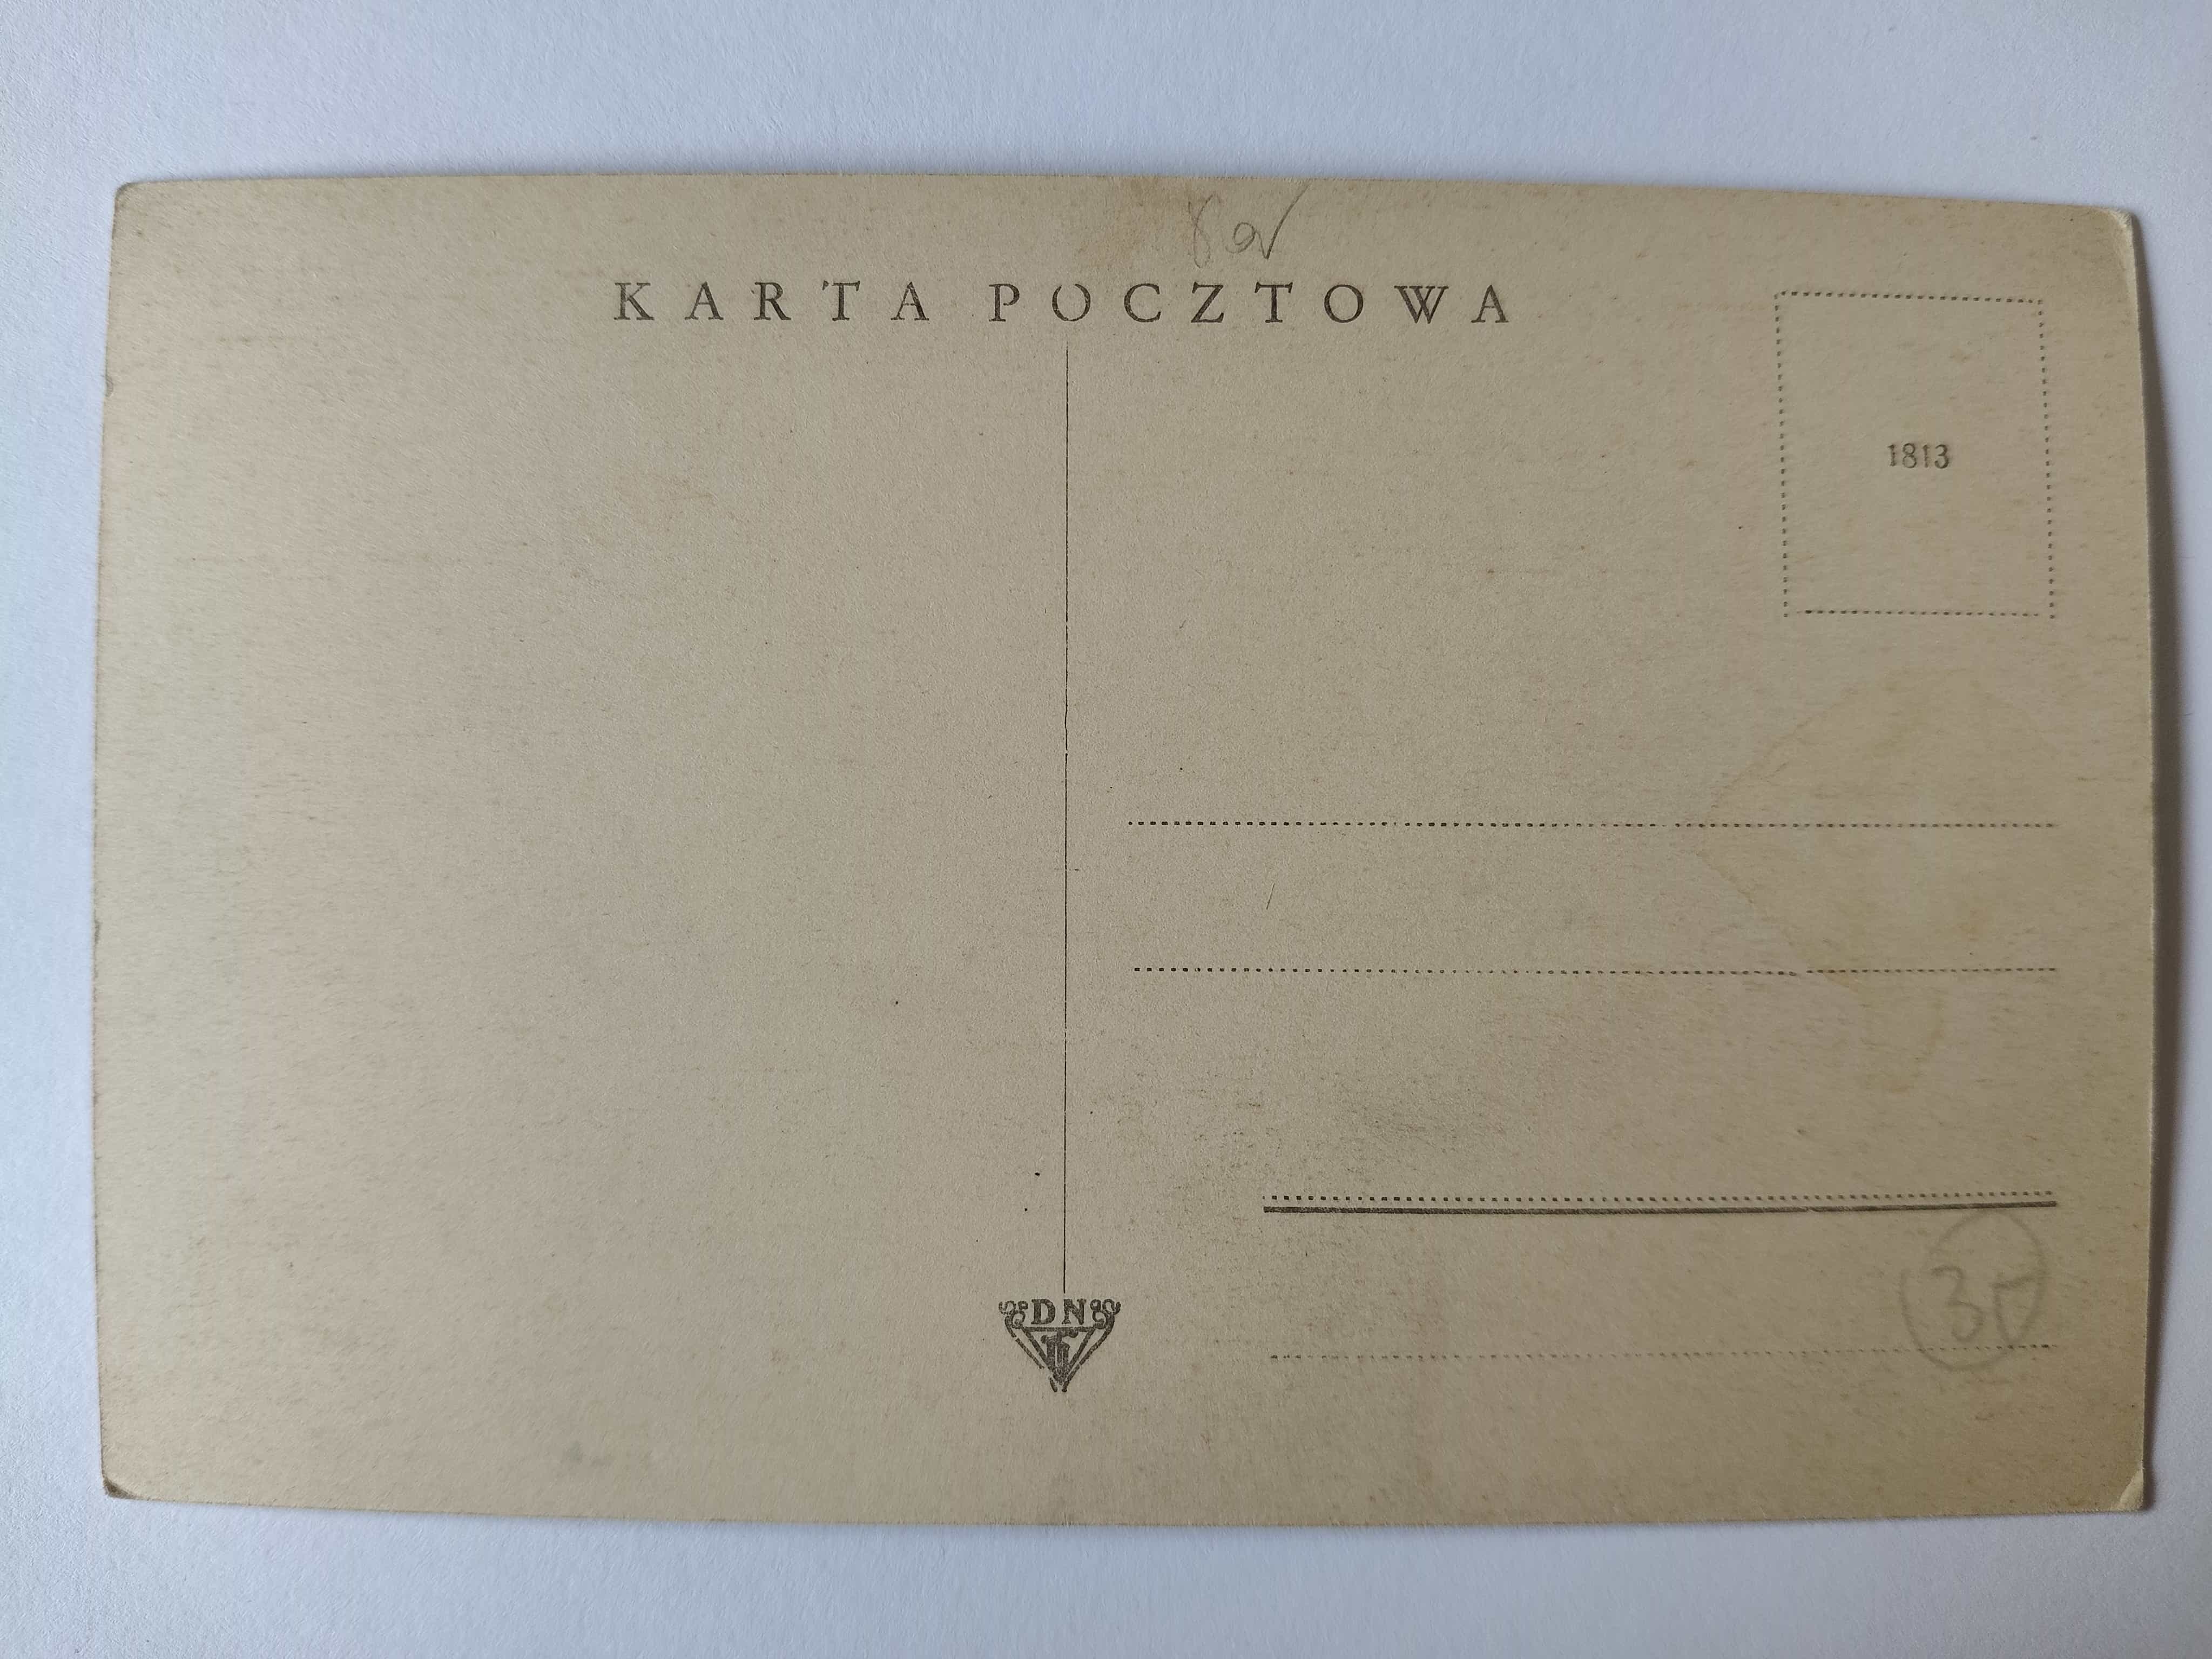 KARTA POCZTOWA
1813
DN